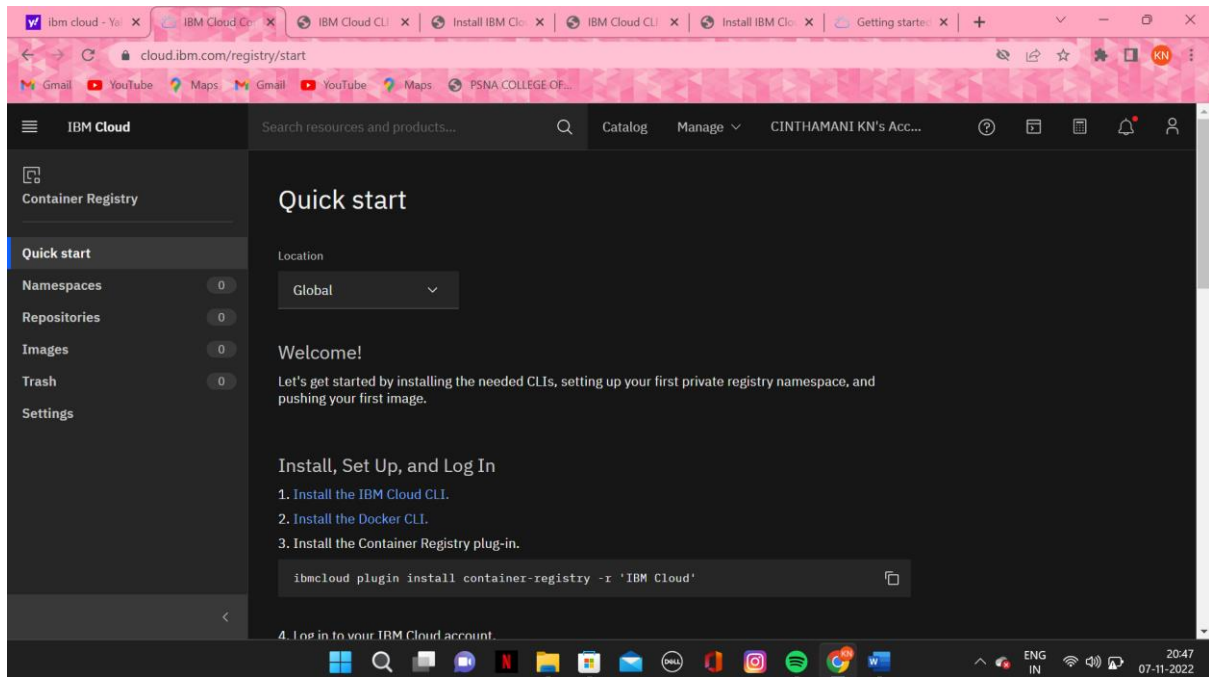 ibm cloud - Ya
IBM Cloud Co
IBM Cloud CLI
Install IBM Clo
IBM Cloud CLI
Install IBM Clo
Getting started
cloud.ibm.com/registry/start
KN
Gmail YouTube Maps Gmail YouTube Maps PSNA COLLEGE OF...
IBM Cloud
Search resources and products...
Catalog Manage CINTHAMANI KN's Acc...
Container Registry
Quick start
Namespaces 0
Repositories 0
Images 0
Trash 0
Settings
Quick start
Location
Global
Welcome!
Let's get started by installing the needed CLIs, setting up your first private registry namespace, and
pushing your first image.
Install, Set Up, and Log In
1. Install the IBM Cloud CLI.
2. Install the Docker CLI.
3. Install the Container Registry plug-in.
ibmcloud plugin install container-registry -r 'IBM Cloud'
4. Log in to your IBM Cloud account.
DELL
KN
ENG
IN
20:47
07-11-2022